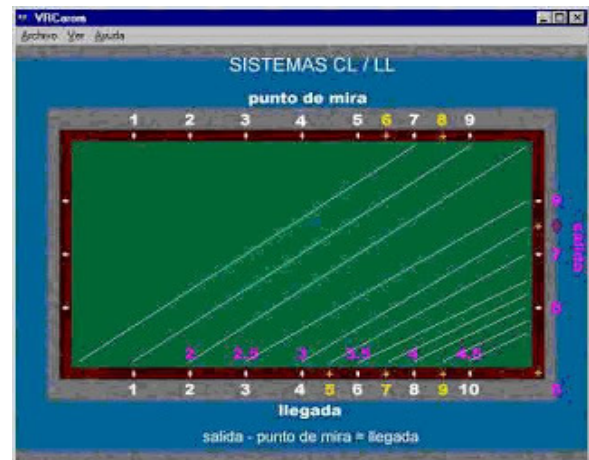 VRCarom
Archivo Ver Ayuda
SISTEMAS CL / LL
punto de mira
1 2 3 4 5 6 7 8 9
9
salida
7
6
2 2,5 3 3,5 4 4,5
5
1 2 3 4 5 6 7 8 9 10
llegada
salida - punto de mira = llegada